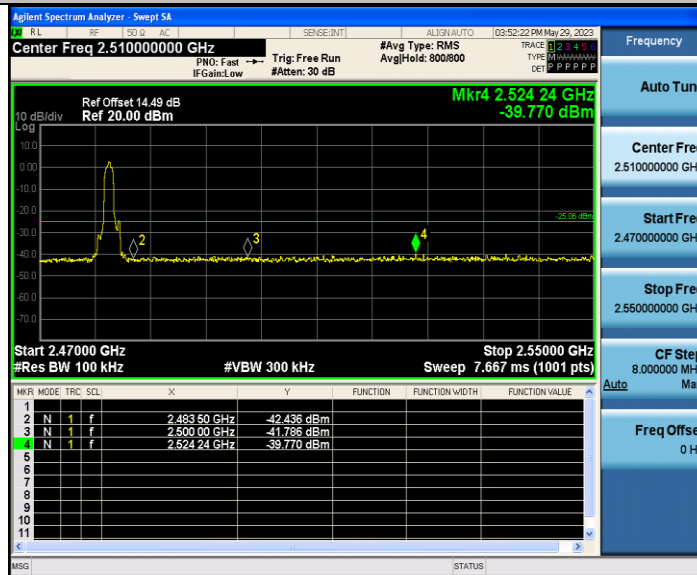 Agilent Spectrum Analyzer - Swept SA
RL RF 50 Ω AC SENSE:INT ALIGN AUTO 03:52:22 PM May 29, 2023
Center Freq 2.510000000 GHz
PNO: Fast
IFGain:Low
Trig: Free Run
#Atten: 30 dB
#Avg Type: RMS
Avg|Hold: 800/800
TRACE 1 2 3 4 5 6
TYPE M
DET P P P P P P
Mkr4 2.524 24 GHz
-39.770 dBm
Ref Offset 14.49 dB
10 dB/div Ref 20.00 dBm
Log
10.0
0.00
-10.0
-20.0
-25.06 dBm
-30.0
-40.0
-50.0
-60.0
-70.0
2
3
4
Start 2.47000 GHz Stop 2.55000 GHz
#Res BW 100 kHz #VBW 300 kHz Sweep 7.667 ms (1001 pts)
MKR MODE TRC SCL X Y FUNCTION FUNCTION WIDTH FUNCTION VALUE
1
2 N 1 f 2.483 50 GHz -42.436 dBm
3 N 1 f 2.500 00 GHz -41.786 dBm
4 N 1 f 2.524 24 GHz -39.770 dBm
5
6
7
8
9
10
11
MSG STATUS
Frequency
Auto Tun
Center Fre
2.510000000 GH
Start Fre
2.470000000 GH
Stop Fre
2.550000000 GH
CF Ste
8.000000 MH
Auto Ma
Freq Offse
0 H